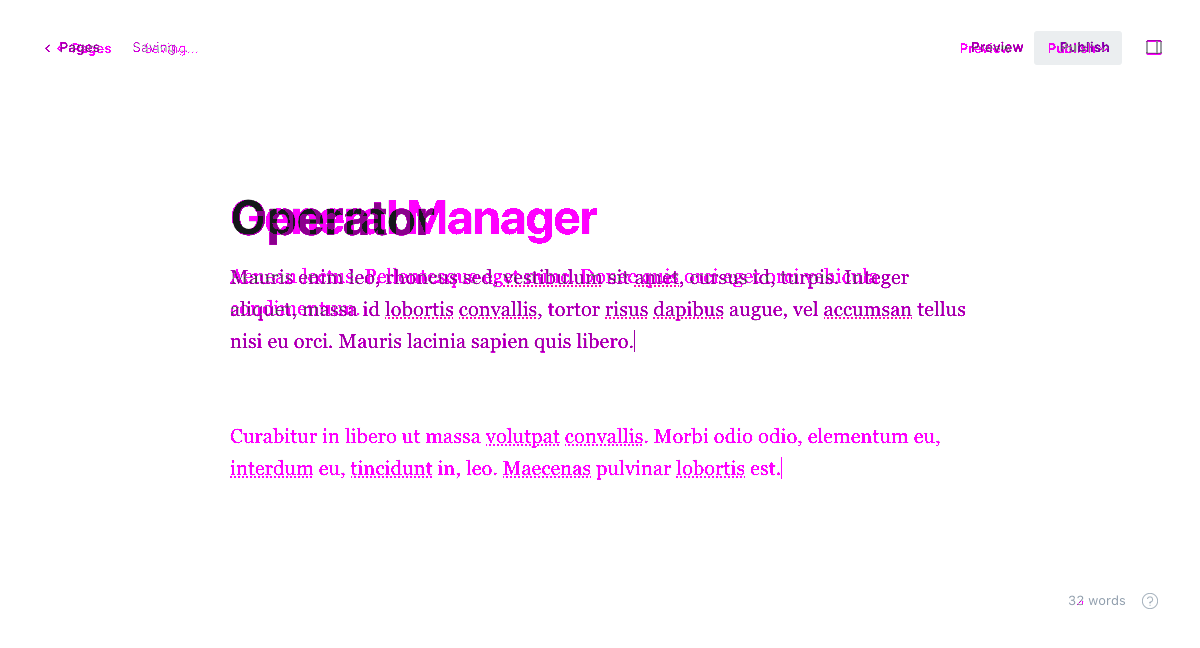 Pages Saving... Preview Publish
Operator
General Manager
Mauris enim leo, rhoncus sed, vestibulum sit amet, cursus id, turpis. Integer
aliquet, massa id lobortis convallis, tortor risus dapibus augue, vel accumsan tellus
nisi eu orci. Mauris lacinia sapien quis libero.
Curabitur in libero ut massa volutpat convallis. Morbi odio odio, elementum eu,
interdum eu, tincidunt in, leo. Maecenas pulvinar lobortis est.
words ?